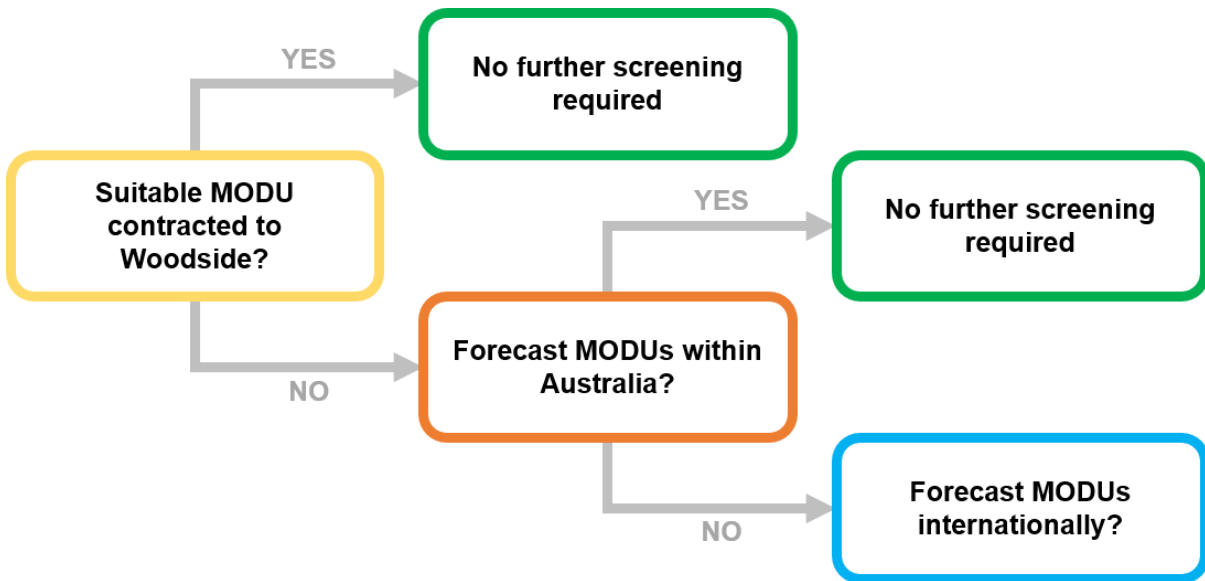 YES
No further screening
required
Suitable MODU
contracted to
Woodside?
YES
No further screening
required
NO
Forecast MODUs within
Australia?
NO
Forecast MODUs
internationally?